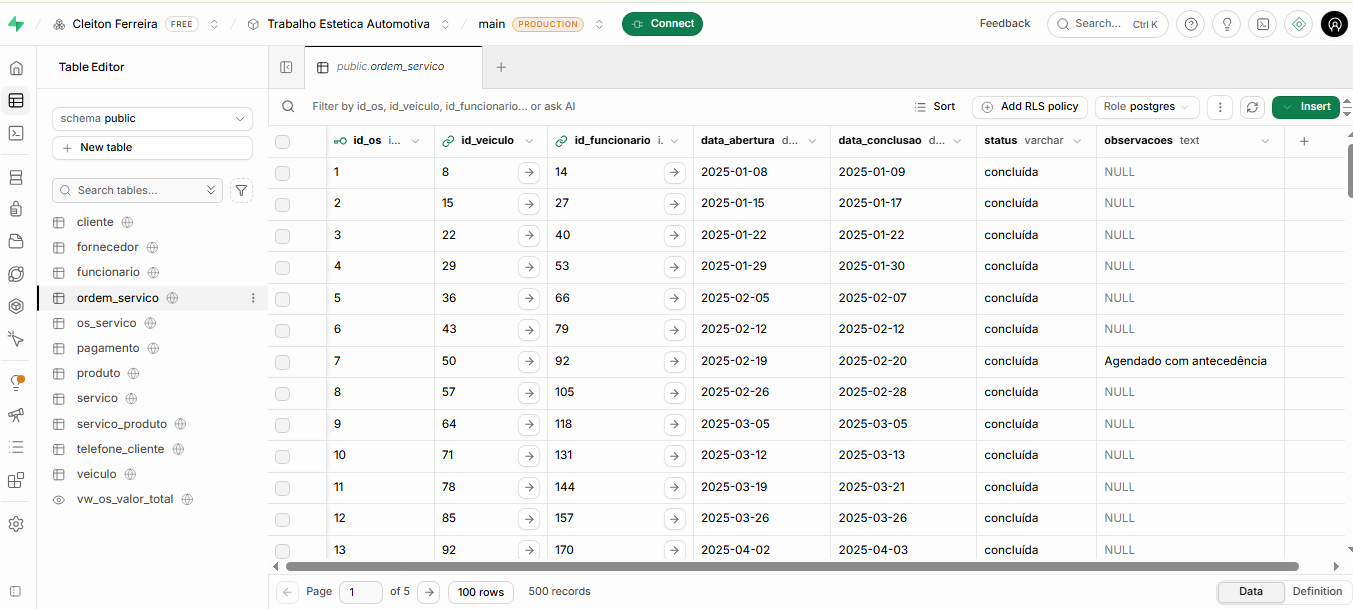 Cleiton Ferreira FREE / Trabalho Estetica Automotiva / main PRODUCTION Connect Feedback Search... Ctrl K
Table Editor
public.ordem_servico
schema public
New table
Search tables...
cliente
fornecedor
funcionario
ordem_servico
os_servico
pagamento
produto
servico
servico_produto
telefone_cliente
veiculo
vw_os_valor_total
Filter by id_os, id_veiculo, id_funcionario... or ask AI Sort Add RLS policy Role postgres Insert
id_os i... id_veiculo id_funcionario i. data_abertura d... data_conclusao d... status varchar observacoes text
1 8 14 2025-01-08 2025-01-09 concluída NULL
2 15 27 2025-01-15 2025-01-17 concluída NULL
3 22 40 2025-01-22 2025-01-22 concluída NULL
4 29 53 2025-01-29 2025-01-30 concluída NULL
5 36 66 2025-02-05 2025-02-07 concluída NULL
6 43 79 2025-02-12 2025-02-12 concluída NULL
7 50 92 2025-02-19 2025-02-20 concluída Agendado com antecedência
8 57 105 2025-02-26 2025-02-28 concluída NULL
9 64 118 2025-03-05 2025-03-05 concluída NULL
10 71 131 2025-03-12 2025-03-13 concluída NULL
11 78 144 2025-03-19 2025-03-21 concluída NULL
12 85 157 2025-03-26 2025-03-26 concluída NULL
13 92 170 2025-04-02 2025-04-03 concluída NULL
Page 1 of 5 100 rows 500 records Data Definition